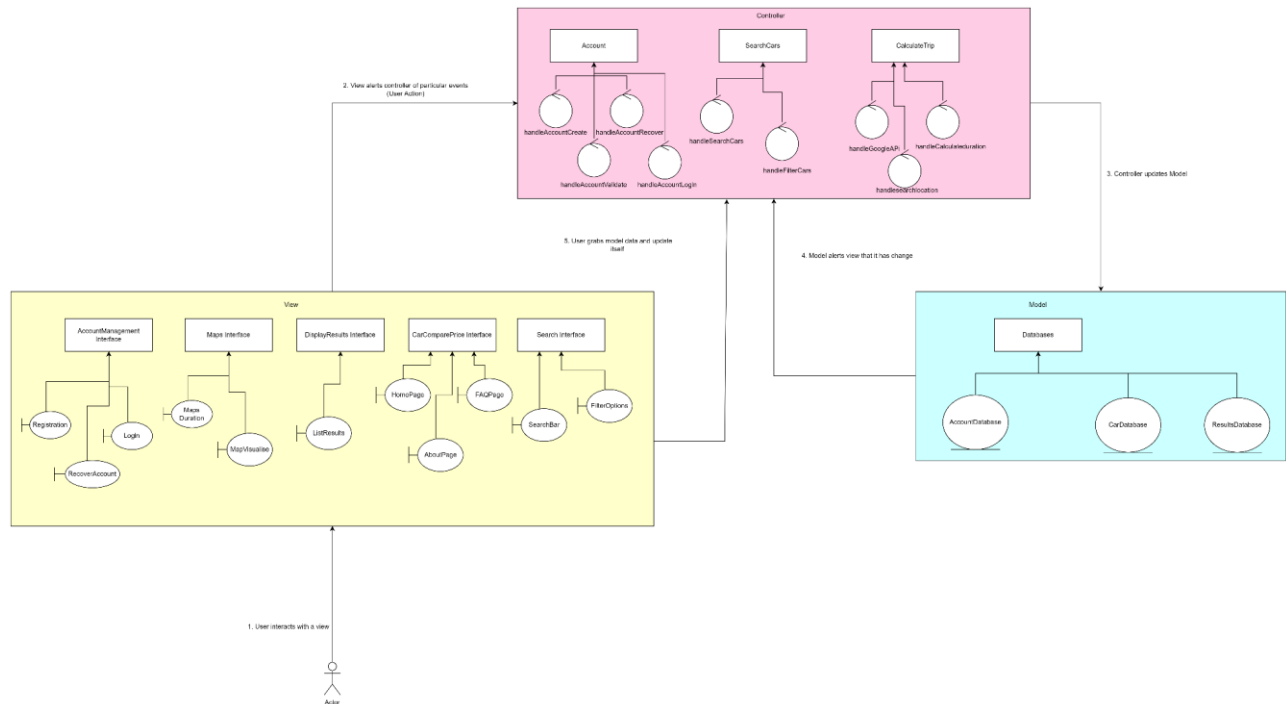 Controller
Account
SearchCars
CalculateTrip
2. View alerts controller of particular events
(User Action)
handleAccountCreate
handleAccountRecover
handleSearchCars
handleGoogleAPi
handleCalculateduration
handleFilterCars
handleAccountValidate
handleAccountLogin
handlesearchlocation
3. Controller updates Model
5. User grabs model data and update
itself
4. Model alerts view that it has change
View
AccountManagement
Interface
Maps Interface
DisplayResults Interface
CarComparePrice Interface
Search Interface
HomePage
FAQPage
FilterOptions
Maps
Duration
Registration
Login
MapVisualise
ListResults
AboutPage
SearchBar
RecoverAccount
Model
Databases
AccountDatabase
CarDatabase
ResultsDatabase
1. User interacts with a view
Actor